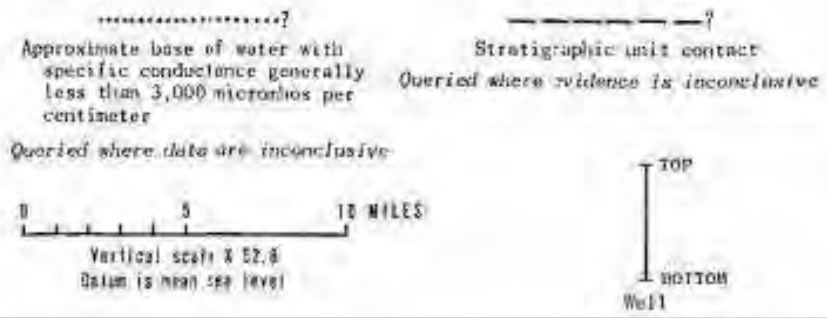 ?
Approximate base of water with
specific conductance generally
less than 3,000 micromhos per
centimeter
Queried where data are inconclusive
?
Stratigraphic unit contact
Queried where evidence is inconclusive
0 5 10 MILES
Vertical scale X 52.8
Datum is mean sea level
TOP
BOTTOM
Well